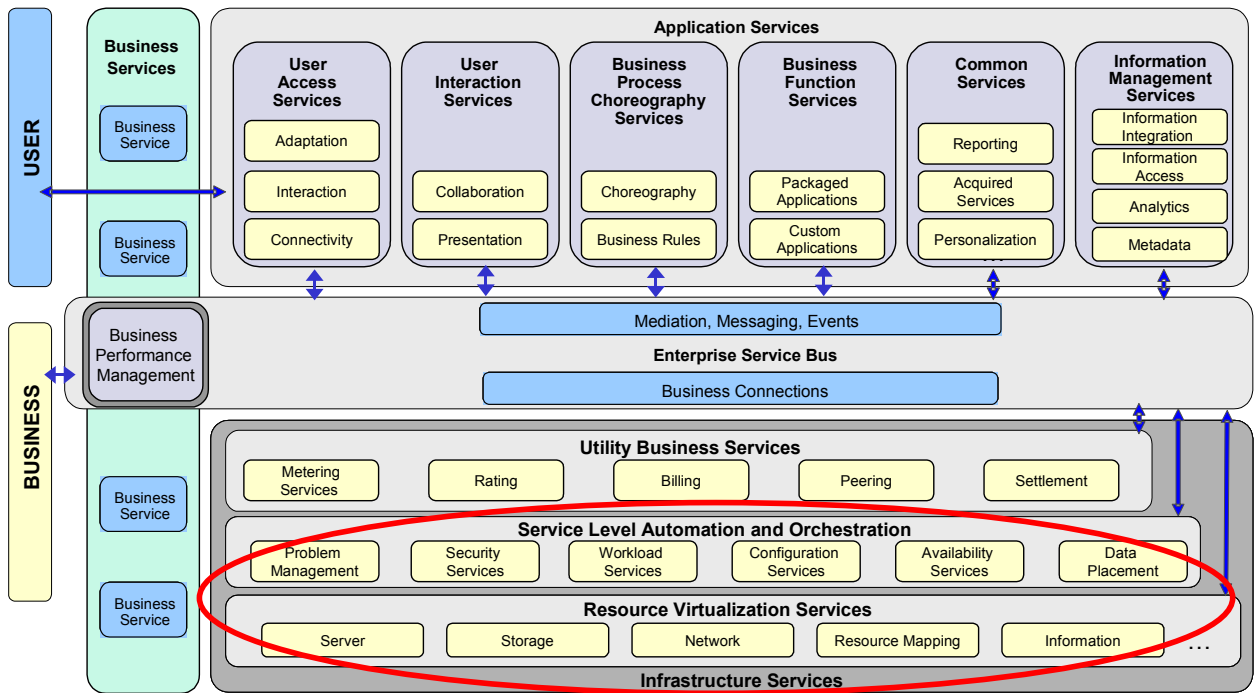 USER
BUSINESS
Business
Services
Business
Service
Business
Service
Business
Performance
Management
Business
Service
Business
Service
Application Services
User
Access
Services
Adaptation
Interaction
Connectivity
User
Interaction
Services
Collaboration
Presentation
Business
Process
Choreography
Services
Choreography
Business Rules
Business
Function
Services
Packaged
Applications
Custom
Applications
Common
Services
Reporting
Acquired
Services
Personalization
...
Information
Management
Services
Information
Integration
Information
Access
Analytics
Metadata
Mediation, Messaging, Events
Enterprise Service Bus
Business Connections
Utility Business Services
Metering
Services
Rating
Billing
Peering
Settlement
Service Level Automation and Orchestration
Problem
Management
Security
Services
Workload
Services
Configuration
Services
Availability
Services
Data
Placement
Resource Virtualization Services
Server
Storage
Network
Resource Mapping
Information
...
Infrastructure Services